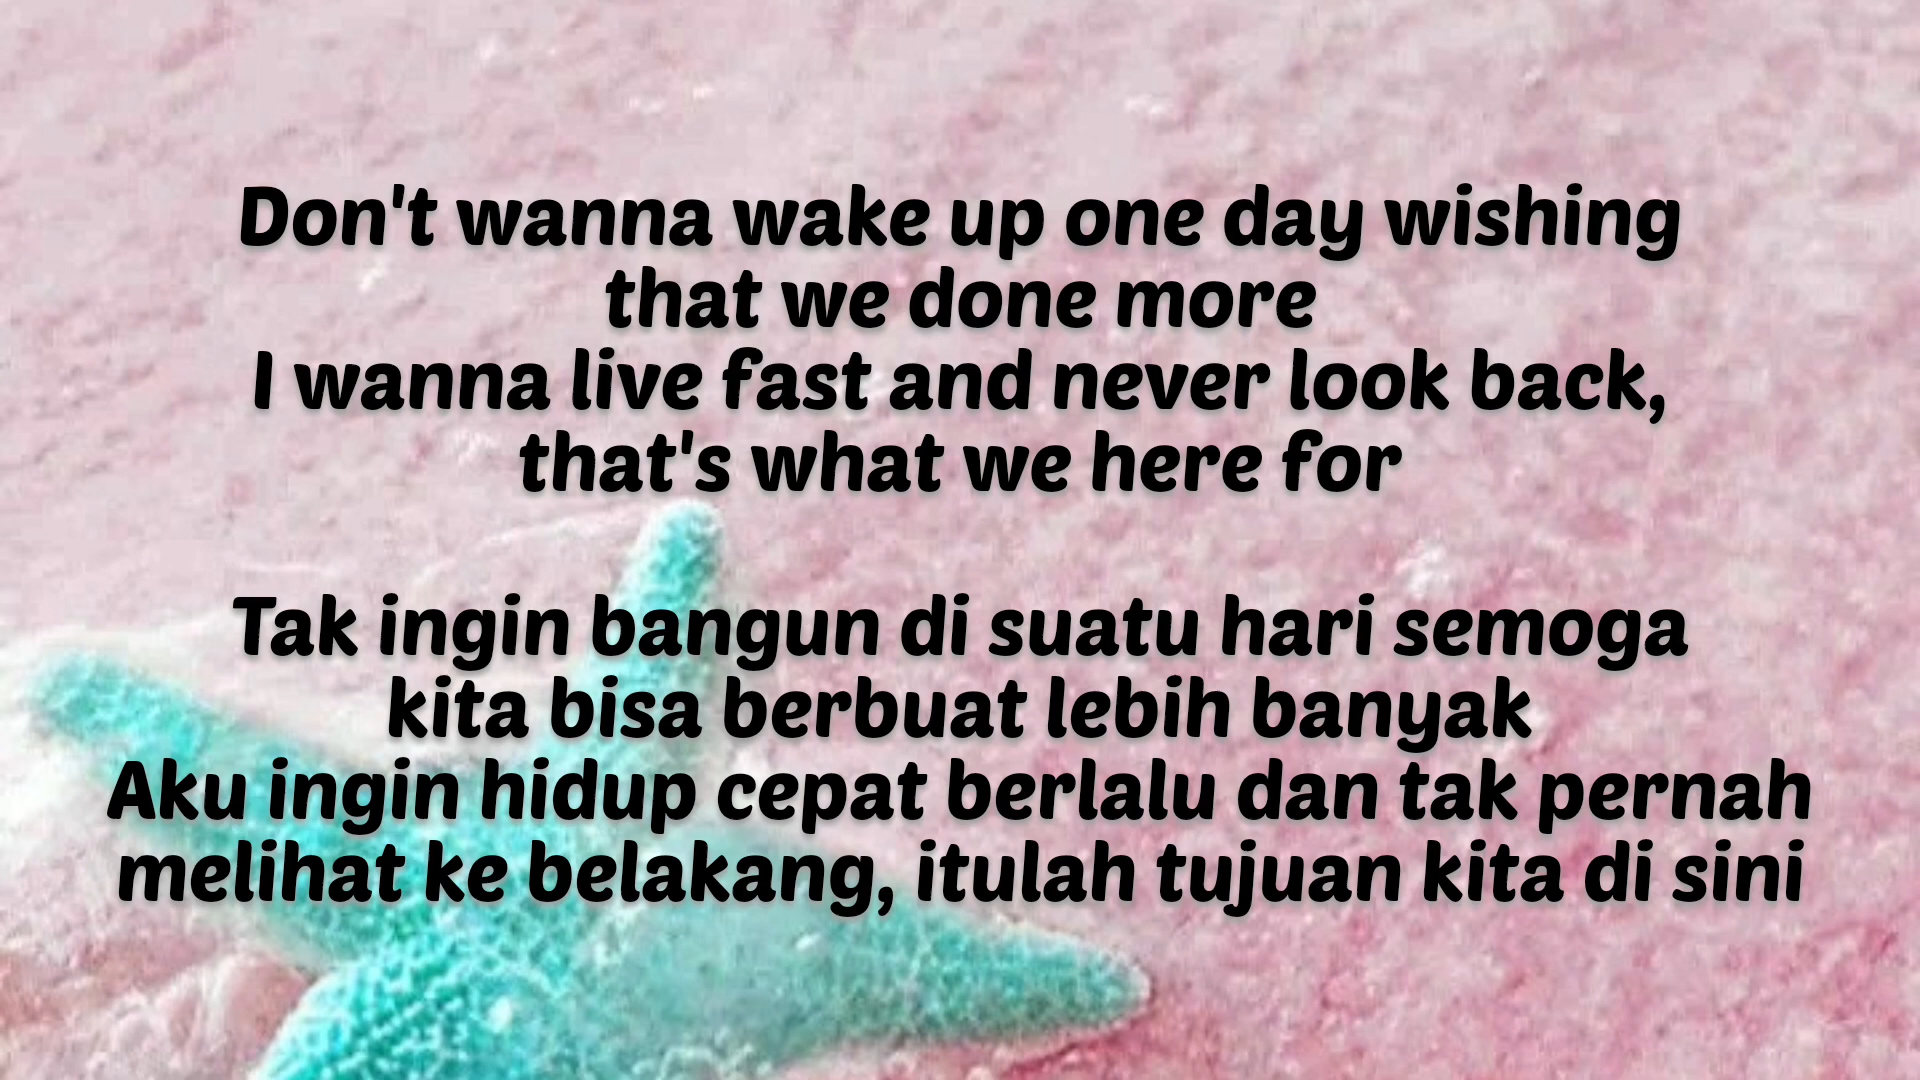 Don't wanna wake up one day wishing
that we done more
I wanna live fast and never look back,
that's what we here for
Tak ingin bangun di suatu hari semoga
kita bisa berbuat lebih banyak
Aku ingin hidup cepat berlalu dan tak pernah
melihat ke belakang, itulah tujuan kita di sini